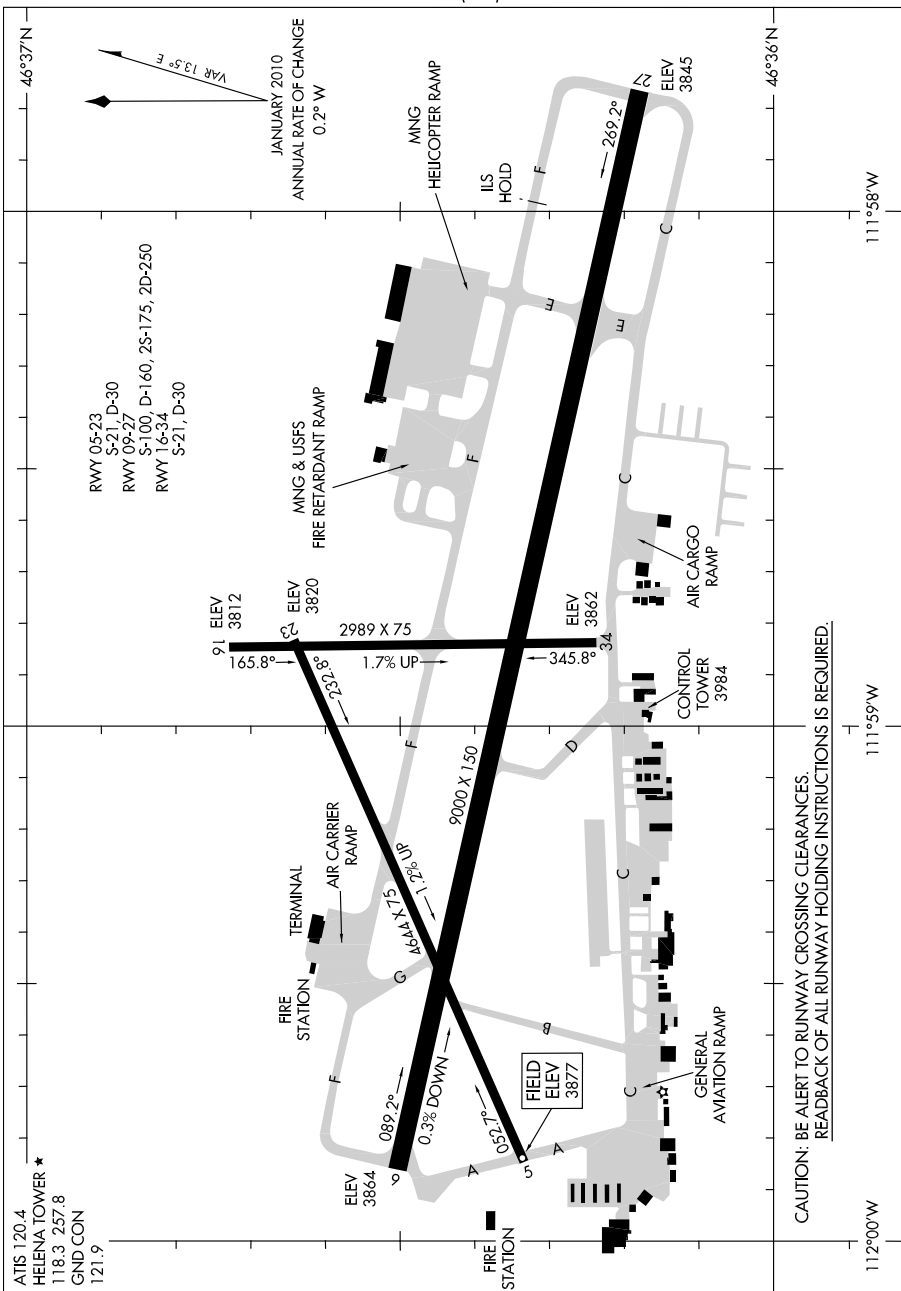 ATIS 120.4
HELENA TOWER ★
118.3 257.8
GND CON
121.9
46°37'N
VAR 13.5° E
JANUARY 2010
ANNUAL RATE OF CHANGE
0.2° W
46°36'N
RWY 05-23
S-21, D-30
RWY 09-27
S-100, D-160, 2S-175, 2D-250
RWY 16-34
S-21, D-30
MNG
HELICOPTER RAMP
ILS
HOLD
F
27
ELEV
3845
269.2°
C
E
E
MNG & USFS
FIRE RETARDANT RAMP
F
C
AIR CARGO
RAMP
16
ELEV
3812
165.8°
23
ELEV
3820
232.8°
2989 X 75
1.7% UP
345.8°
ELEV
3862
34
CONTROL
TOWER
3984
F
D
9000 X 150
TERMINAL
AIR CARRIER
RAMP
4644 X 75
1.2% UP
C
FIRE
STATION
G
B
F
089.2°
0.3% DOWN
9
ELEV
3864
052.7°
5
FIELD
ELEV
3877
A
A
C
GENERAL
AVIATION RAMP
FIRE
STATION
111°58'W
111°59'W
112°00'W
CAUTION: BE ALERT TO RUNWAY CROSSING CLEARANCES.
READBACK OF ALL RUNWAY HOLDING INSTRUCTIONS IS REQUIRED.